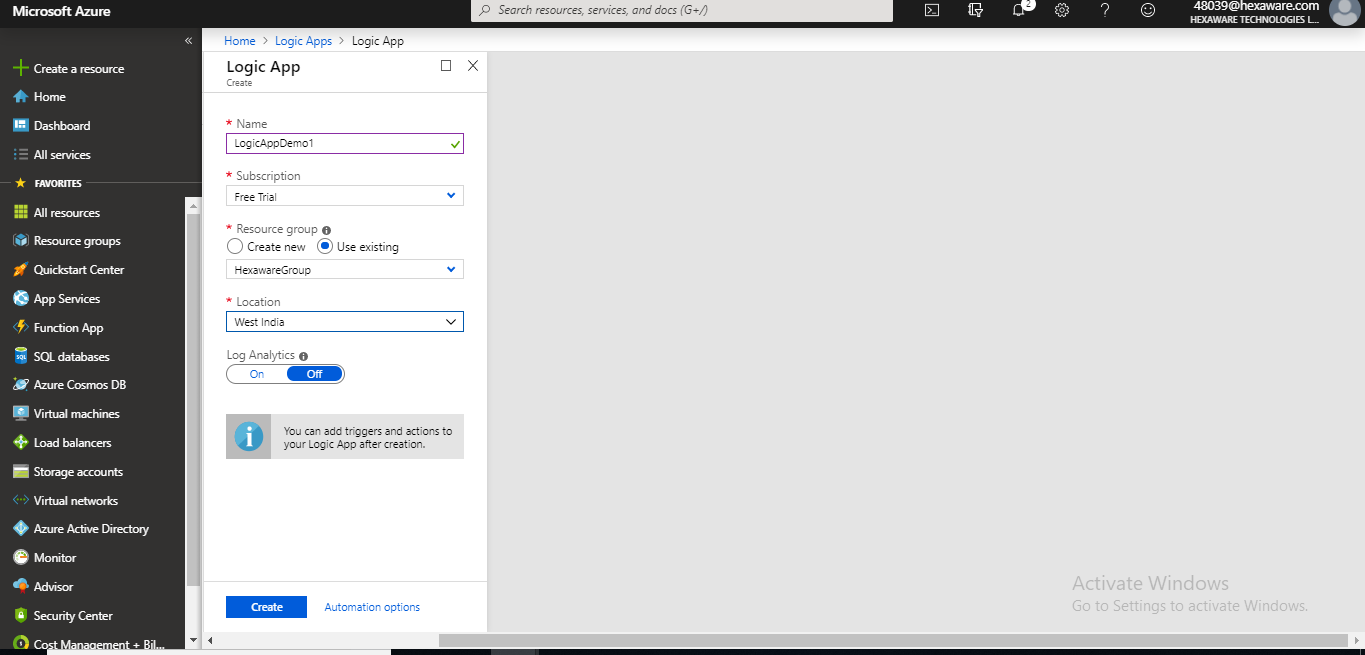 Microsoft Azure
Search resources, services, and docs (G+/)
2
48039@hexaware.com
HEXAWARE TECHNOLOGIES L...
«
Create a resource
Home
Dashboard
All services
FAVORITES
All resources
Resource groups
Quickstart Center
App Services
Function App
SQL databases
Azure Cosmos DB
Virtual machines
Load balancers
Storage accounts
Virtual networks
Azure Active Directory
Monitor
Advisor
Security Center
Cost Management + Bil...
Home > Logic Apps > Logic App
Logic App
Create
* Name
LogicAppDemo1
* Subscription
Free Trial
* Resource group
Create new Use existing
HexawareGroup
* Location
West India
Log Analytics
On Off
You can add triggers and actions to
your Logic App after creation.
Create Automation options
Activate Windows
Go to Settings to activate Windows.